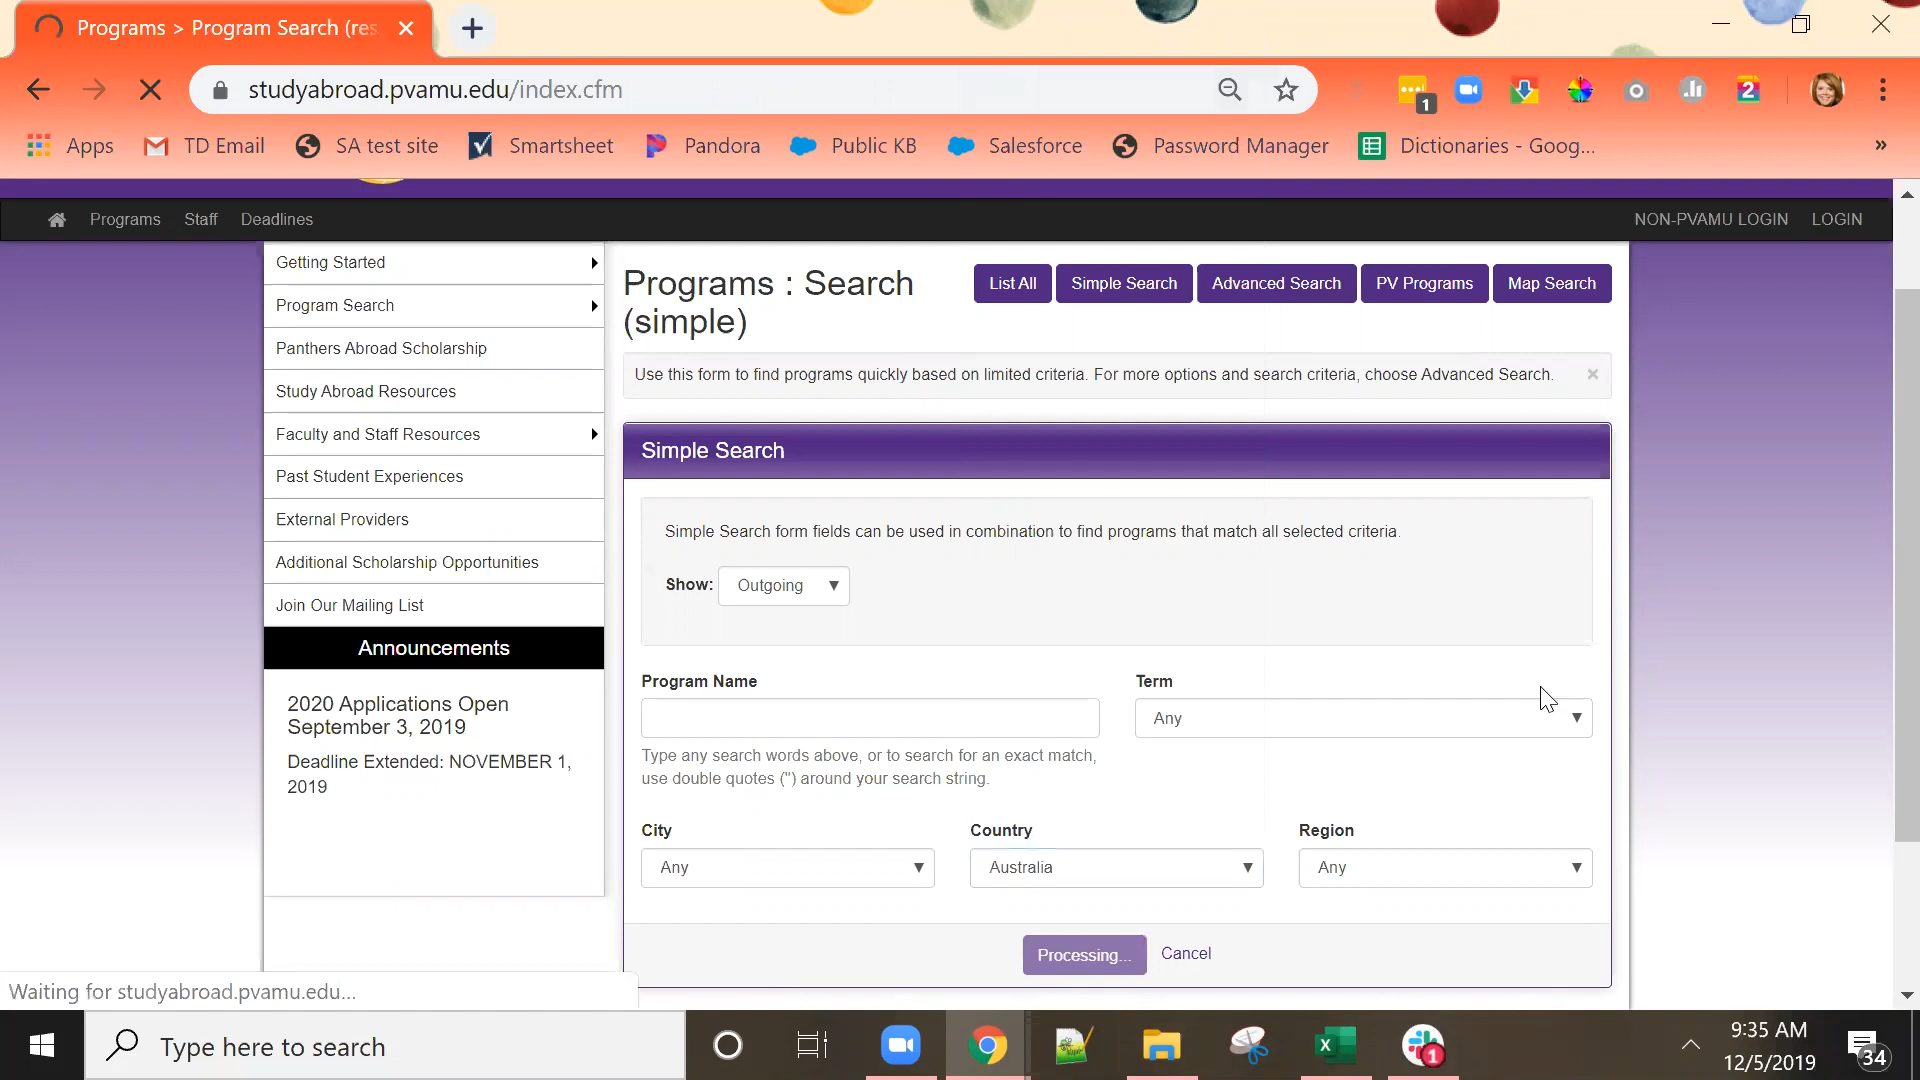 Programs > Program Search (res
studyabroad.pvamu.edu/index.cfm
1
2
Apps
TD Email
SA test site
Smartsheet
Pandora
Public KB
Salesforce
Password Manager
Dictionaries - Goog...
»
Programs
Staff
Deadlines
NON-PVAMU LOGIN
LOGIN
Getting Started
Program Search
Panthers Abroad Scholarship
Study Abroad Resources
Faculty and Staff Resources
Past Student Experiences
External Providers
Additional Scholarship Opportunities
Join Our Mailing List
Announcements
2020 Applications Open
September 3, 2019
Deadline Extended: NOVEMBER 1,
2019
Programs : Search
(simple)
List All
Simple Search
Advanced Search
PV Programs
Map Search
Use this form to find programs quickly based on limited criteria. For more options and search criteria, choose Advanced Search.
×
Simple Search
Simple Search form fields can be used in combination to find programs that match all selected criteria.
Show: Outgoing
Program Name
Term
Any
Type any search words above, or to search for an exact match,
use double quotes (") around your search string.
City
Country
Region
Any
Australia
Any
Processing...
Cancel
Waiting for studyabroad.pvamu.edu...
Type here to search
X
1
9:35 AM
12/5/2019
34